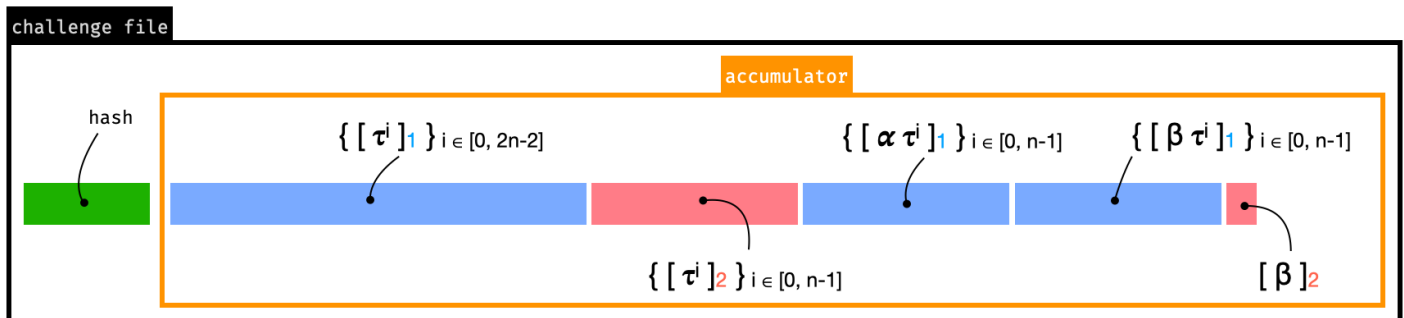 challenge file
accumulator
hash
{ [ τⁱ ]₁ } i ∈ [0, 2n-2]
{ [ α τⁱ ]₁ } i ∈ [0, n-1]
{ [ β τⁱ ]₁ } i ∈ [0, n-1]
{ [ τⁱ ]₂ } i ∈ [0, n-1]
[ β ]₂